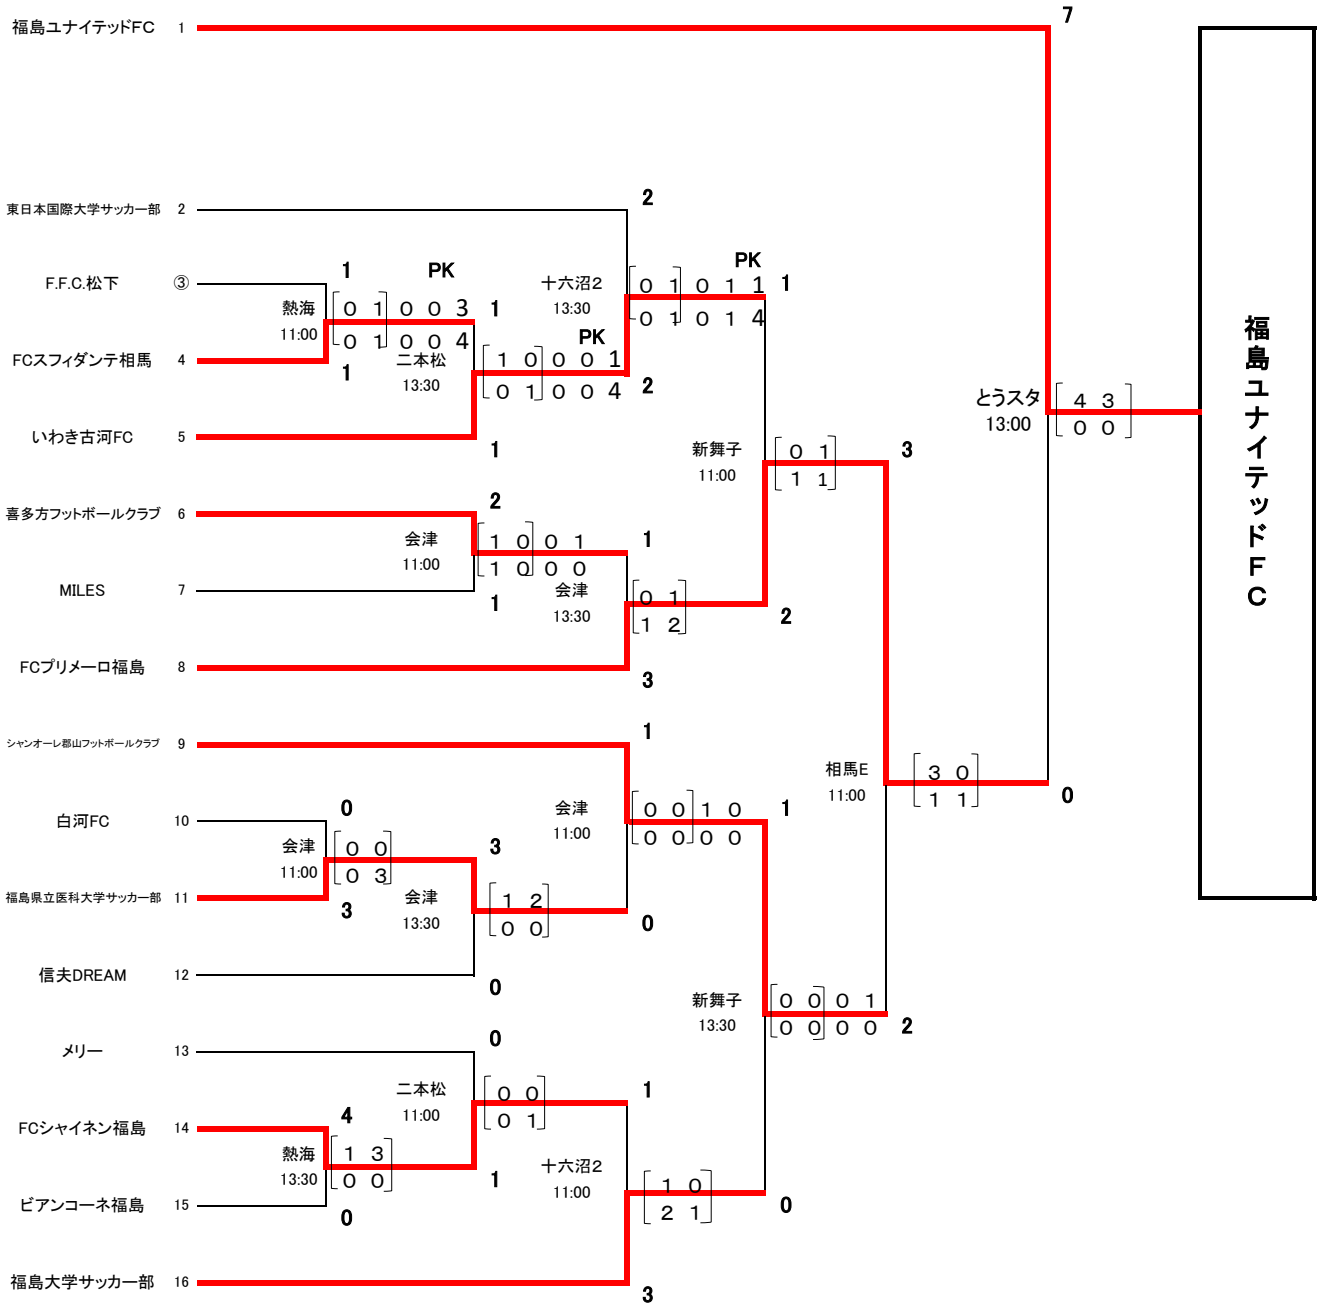 福島ユナイテッドFC 1
7
東日本国際大学サッカー部 2
2
F.F.C.松下 ③
1
PK
十六沼2
13:30
0 1 0 1 1
0 1 0 1 4
PK
1
熱海
11:00
0 1 0 0 3
0 1 0 0 4
1
FCスフィダンテ相馬 4
1
二本松
13:30
PK
1 0 0 0 1
0 1 0 0 4
2
いわき古河FC 5
1
新舞子
11:00
0 1
1 1
3
とうスタ
13:00
4 3
0 0
福島ユナイテッドFC
喜多方フットボールクラブ 6
2
会津
11:00
1 0 0 1
1 0 0 0
1
MILES 7
1
会津
13:30
0 1
1 2
2
FCプリメーロ福島 8
3
シャンオーレ郡山フットボールクラブ 9
1
相馬E
11:00
3 0
1 1
0
白河FC 10
0
会津
11:00
0 0
0 3
3
会津
11:00
0 0 1 0
0 0 0 0
1
福島県立医科大学サッカー部 11
3
会津
13:30
1 2
0 0
0
信夫DREAM 12
0
新舞子
13:30
0 0 0 1
0 0 0 0
2
メリー 13
0
二本松
11:00
0 0
0 1
1
FCシャイネン福島 14
4
熱海
13:30
1 3
0 0
1
十六沼2
11:00
1 0
2 1
0
ビアンコーネ福島 15
0
福島大学サッカー部 16
3